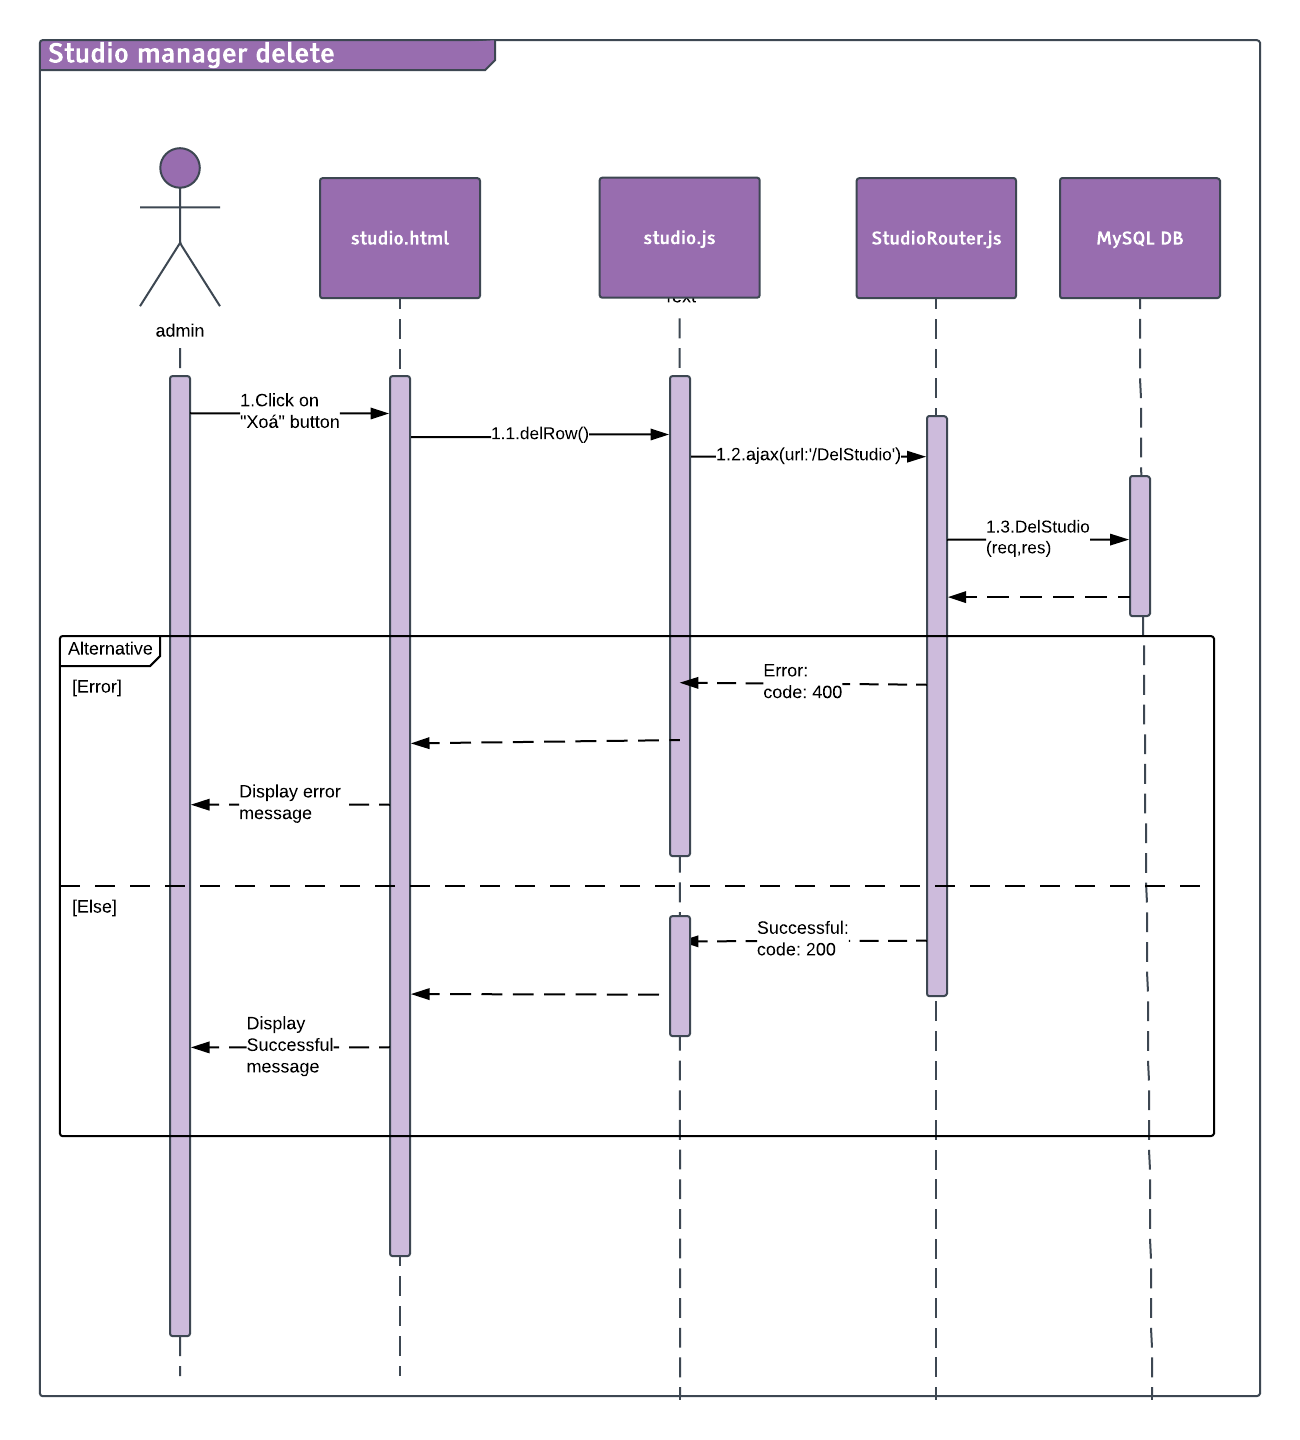 Studio manager delete
studio.html
studio.js
StudioRouter.js
MySQL DB
admin
1.Click on
"Xoá" button
1.1.delRow()
1.2.ajax(url:'/DelStudio')
1.3.DelStudio
(req,res)
Alternative
[Error]
Error:
code: 400
Display error
message
[Else]
Successful:
code: 200
Display
Successful
message